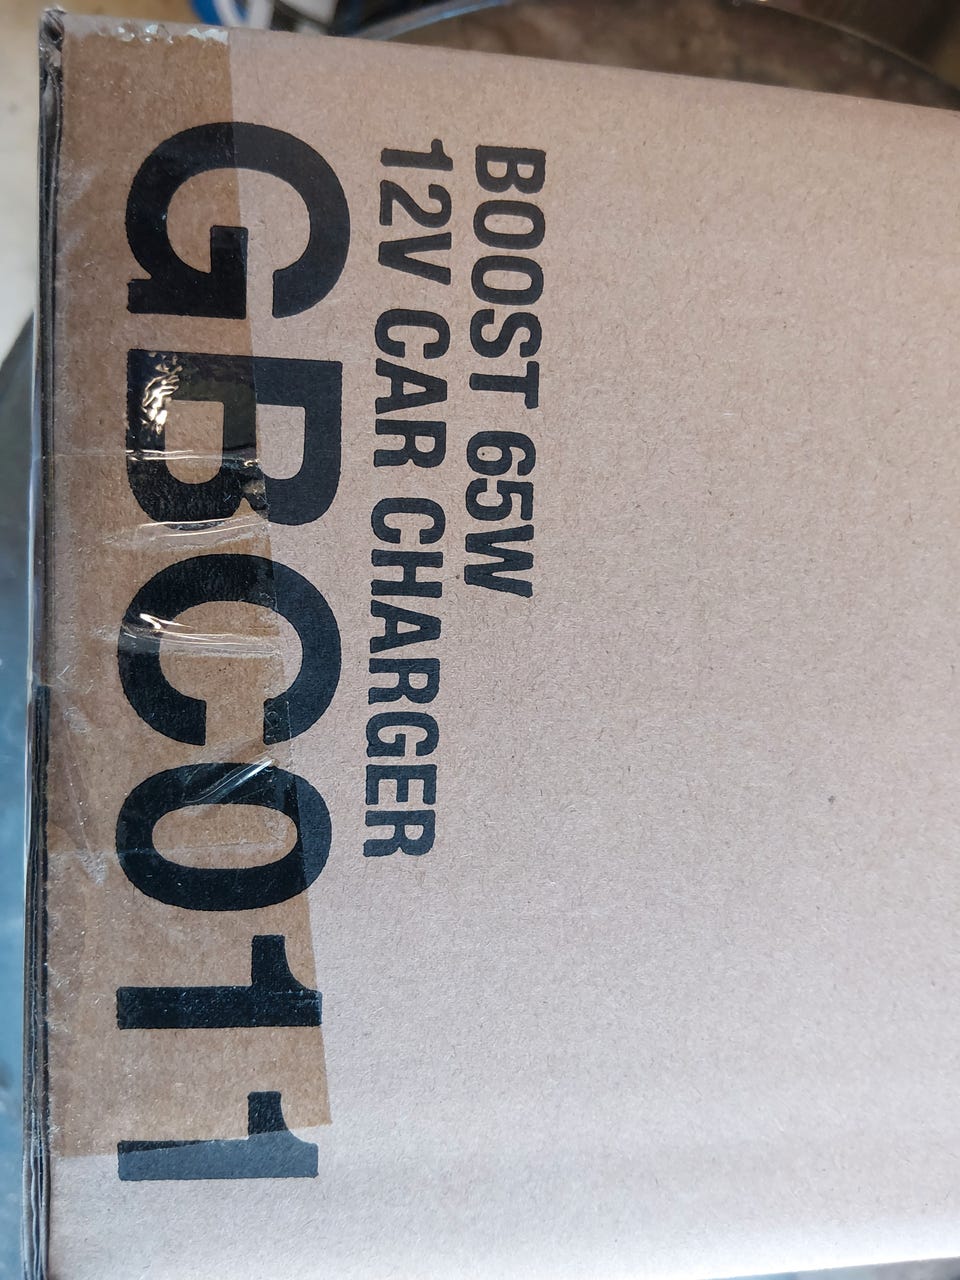 BOOST 65W
12V CAR CHARGER
GBC011